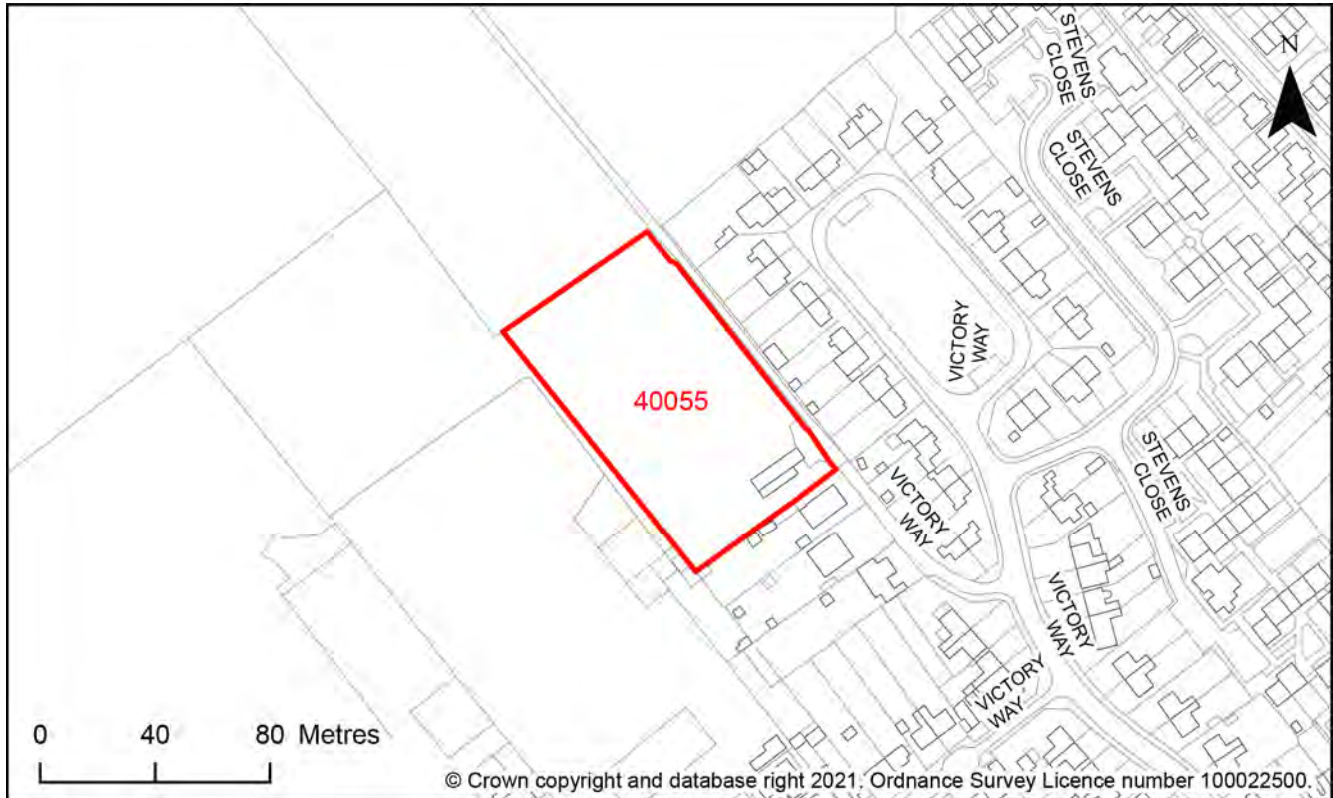 STEVENS
CLOSE
N
STEVENS
CLOSE
VICTORY
WAY
40055
STEVENS
CLOSE
VICTORY
WAY
VICTORY
WAY
VICTORY
WAY
0 40 80 Metres
© Crown copyright and database right 2021. Ordnance Survey Licence number 100022500.